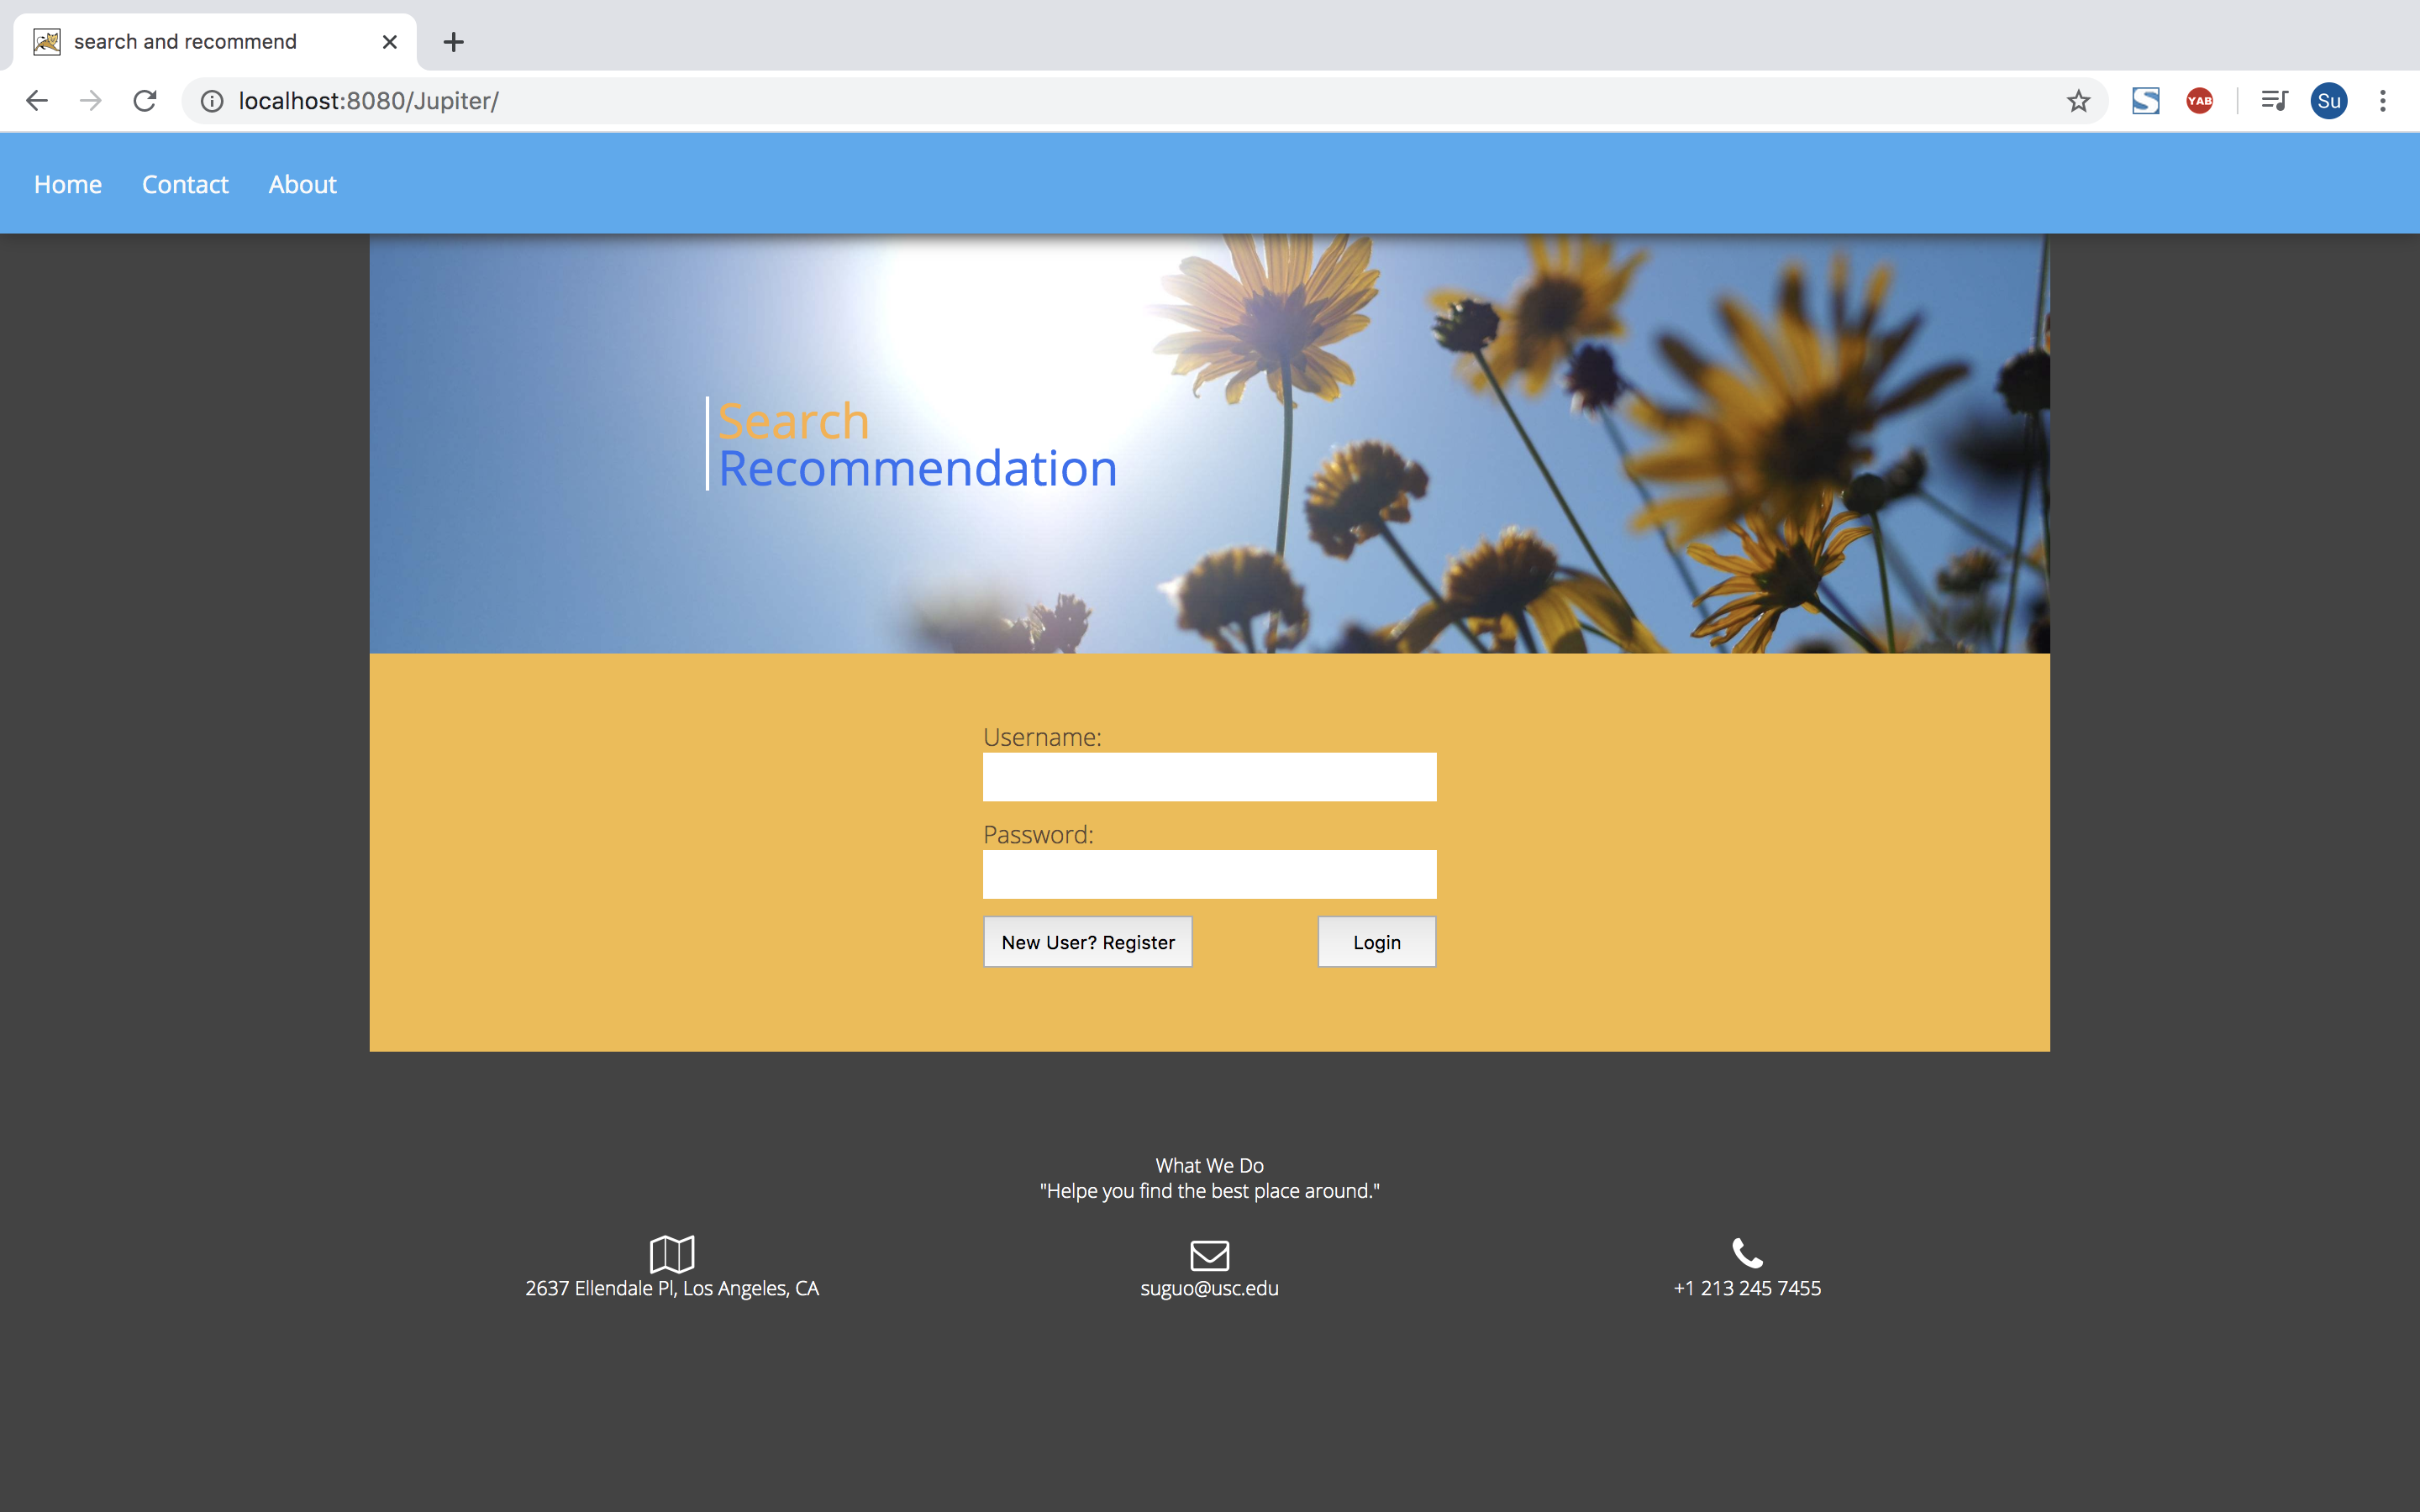 search and recommend
localhost:8080/Jupiter/
YAB
Su
Home Contact About
Search
Recommendation
Username:
Password:
New User? Register Login
What We Do
"Helpe you find the best place around."
2637 Ellendale Pl, Los Angeles, CA suguo@usc.edu +1 213 245 7455